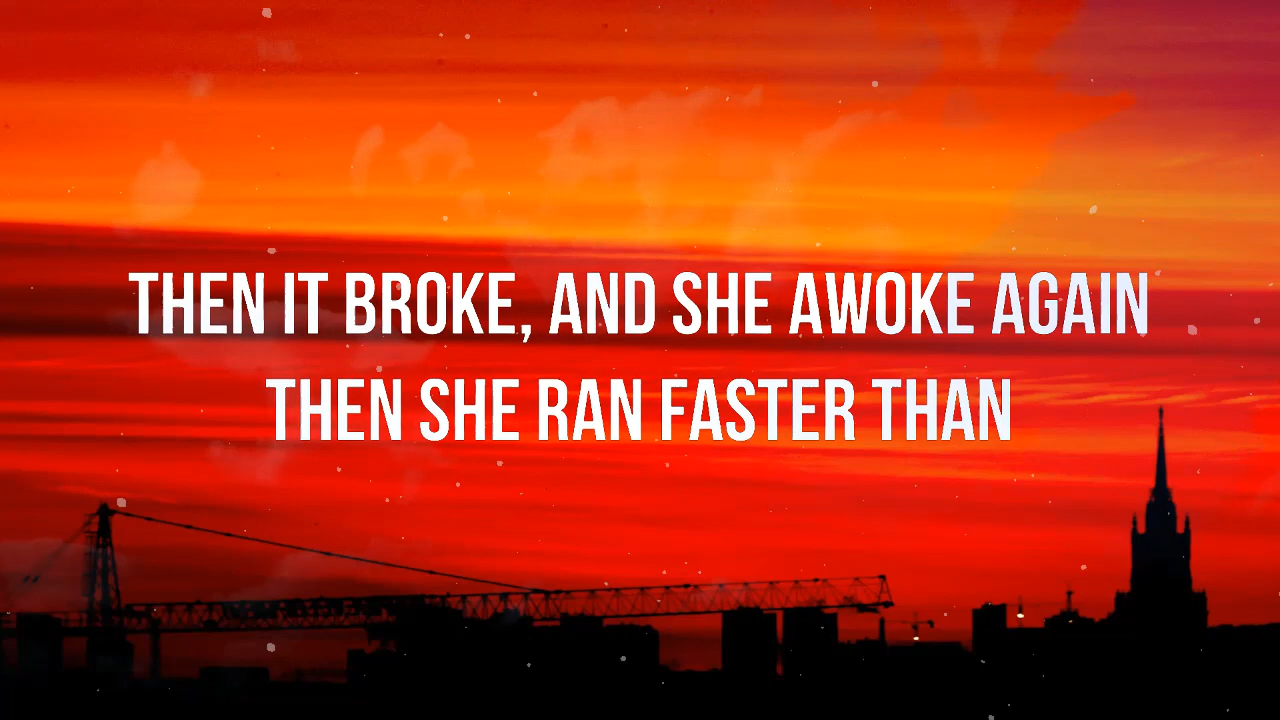 THEN IT BROKE, AND SHE AWOKE AGAIN
THEN SHE RAN FASTER THAN